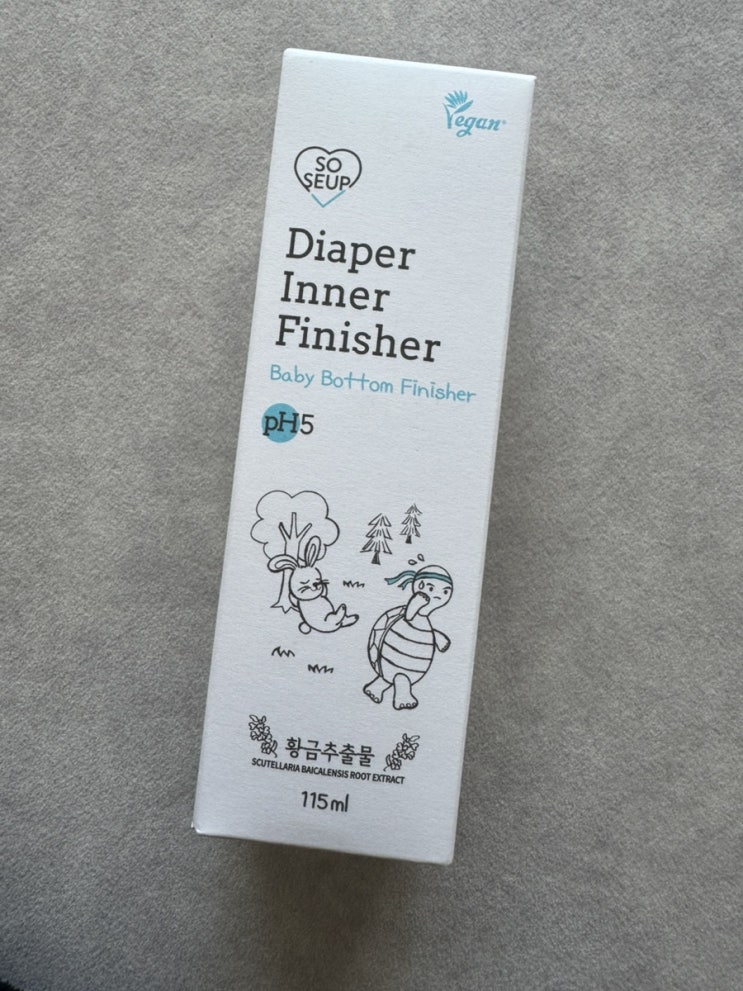 Vegan
SO
SEUP
Diaper
Inner
Finisher
Baby Bottom Finisher
pH5
황금추출물
SCUTELLARIA BAICALENSIS ROOT EXTRACT
115ml